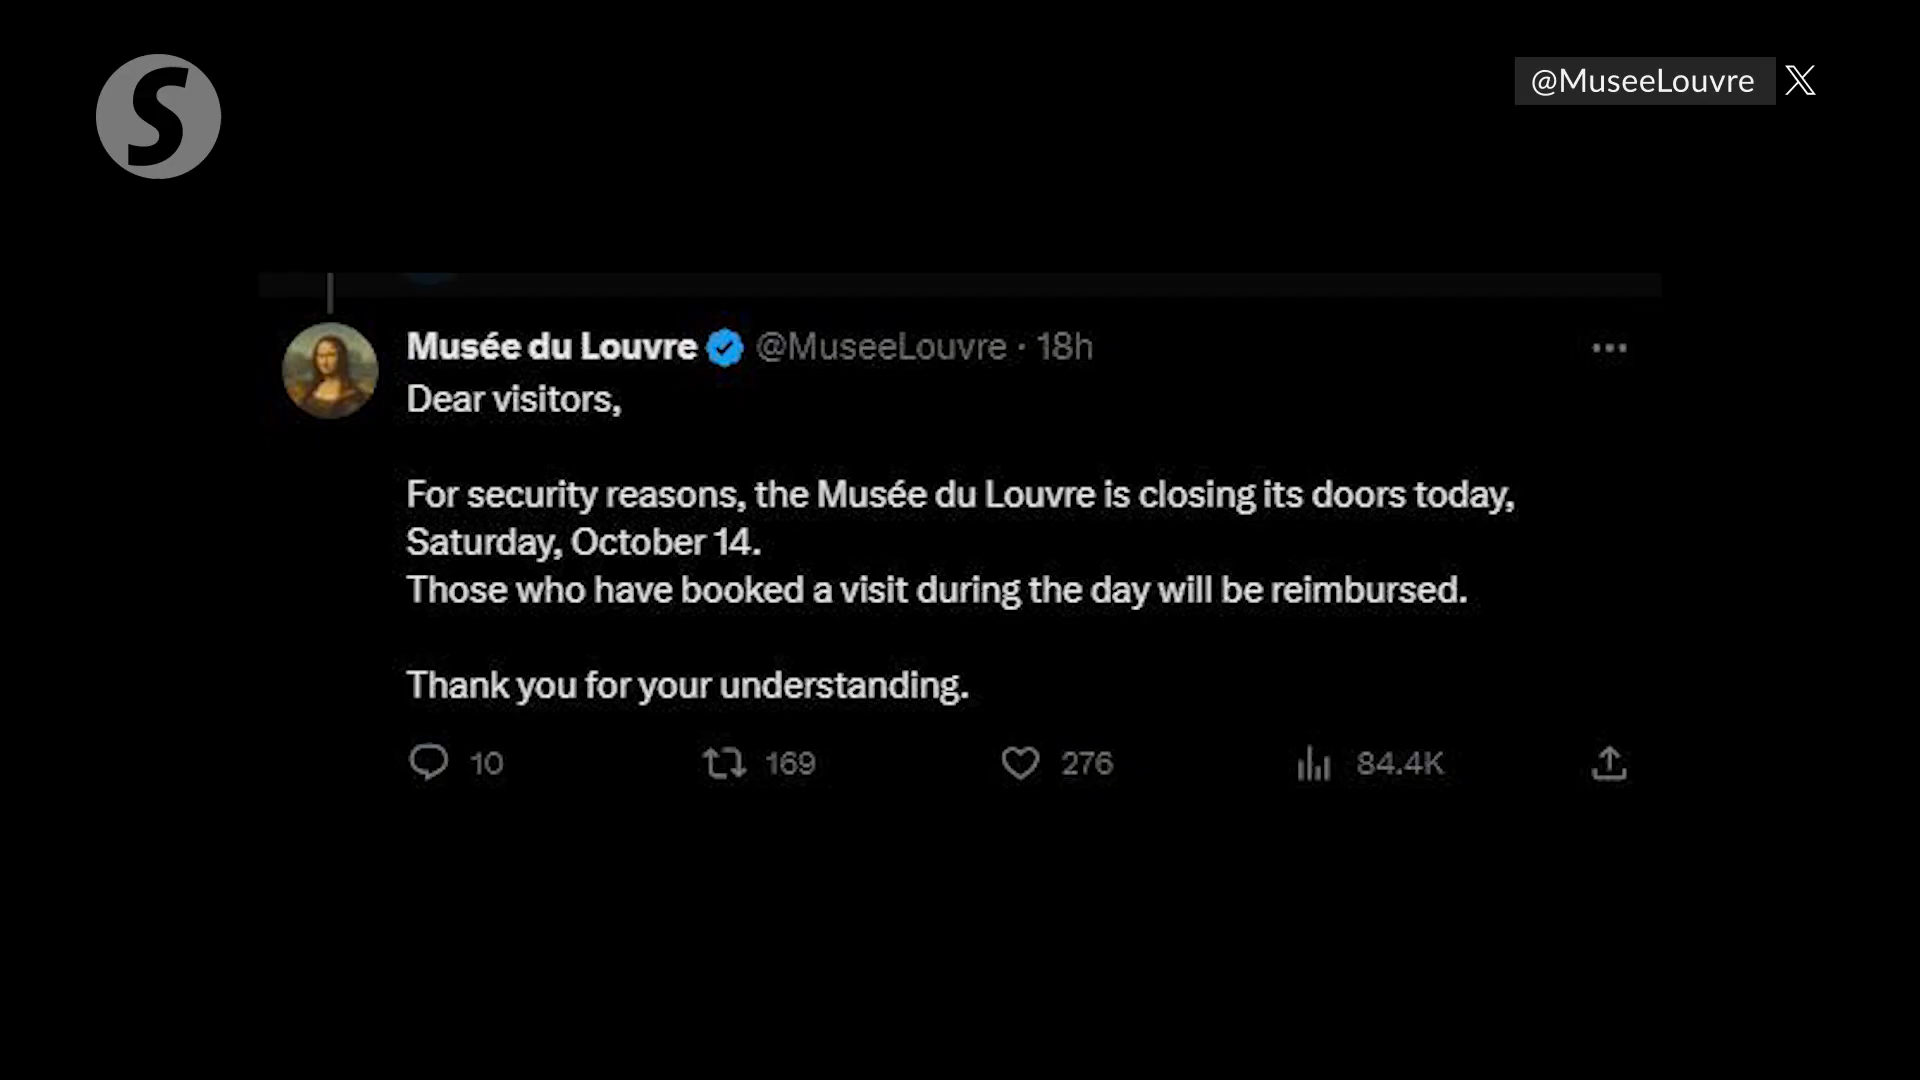 S
@MuseeLouvre X
Musée du Louvre @MuseeLouvre · 18h
Dear visitors,
For security reasons, the Musée du Louvre is closing its doors today,
Saturday, October 14.
Those who have booked a visit during the day will be reimbursed.
Thank you for your understanding.
10 169 276 84.4K